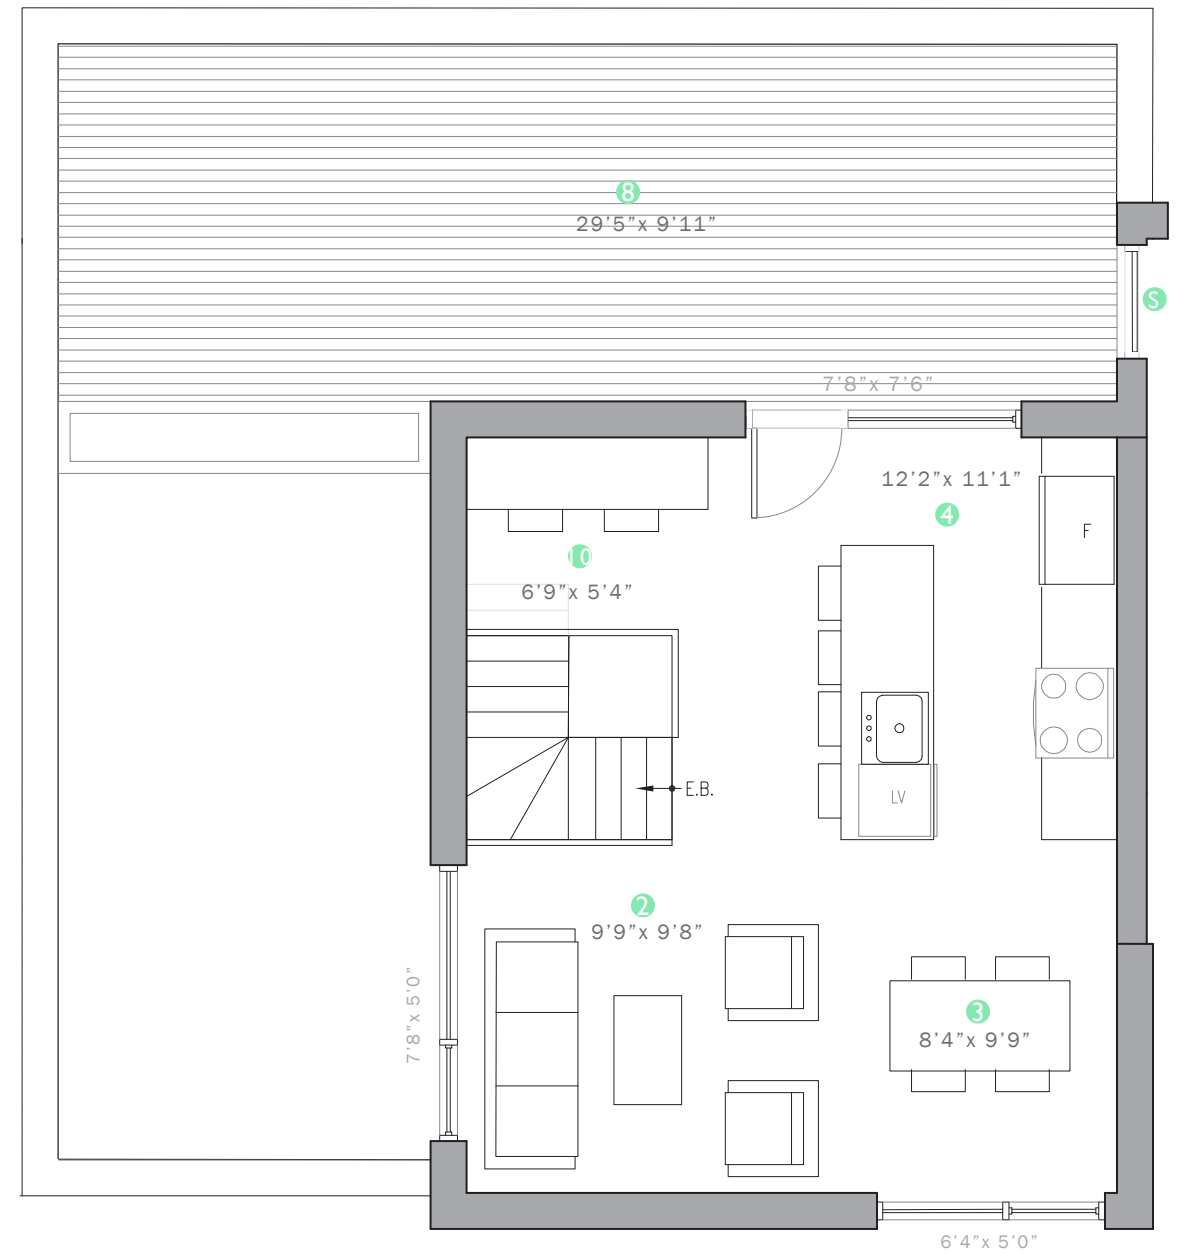 8
29’5”x 9’11”
S
7’8”x 7’6”
12’2”x 11’1”
4
F
10
6’9”x 5’4”
E.B.
LV
2
9’9”x 9’8”
7’8”x 5’0”
3
8’4”x 9’9”
6’4”x 5’0”